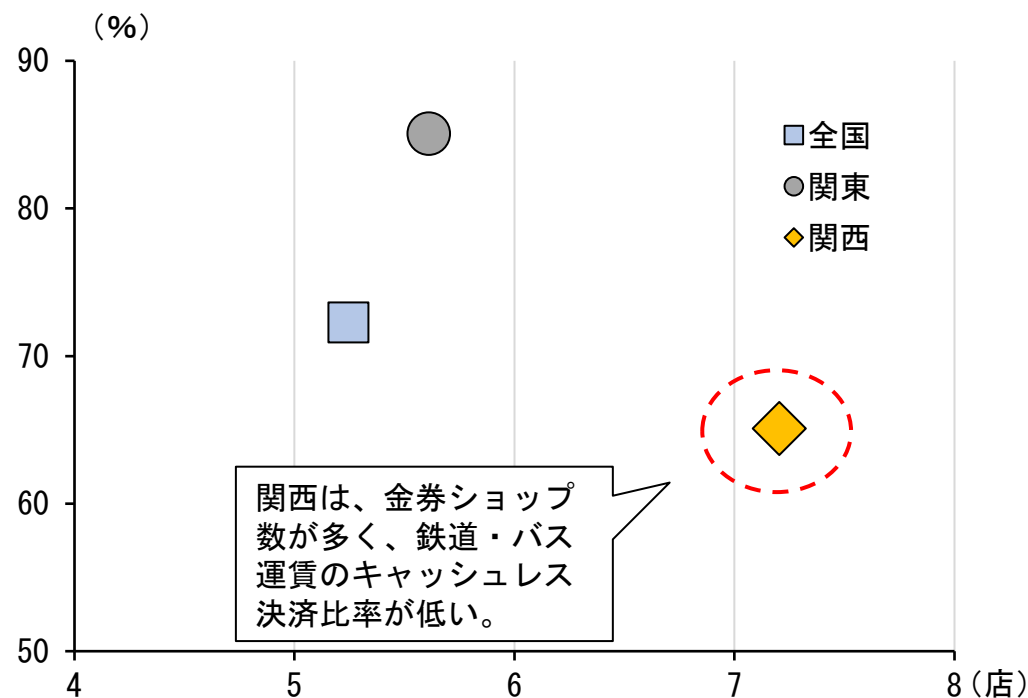 （%）
90
80
70
60
50
全国
関東
関西
関西は、金券ショップ
数が多く、鉄道・バス
運賃のキャッシュレス
決済比率が低い。
4 5 6 7 8（店）